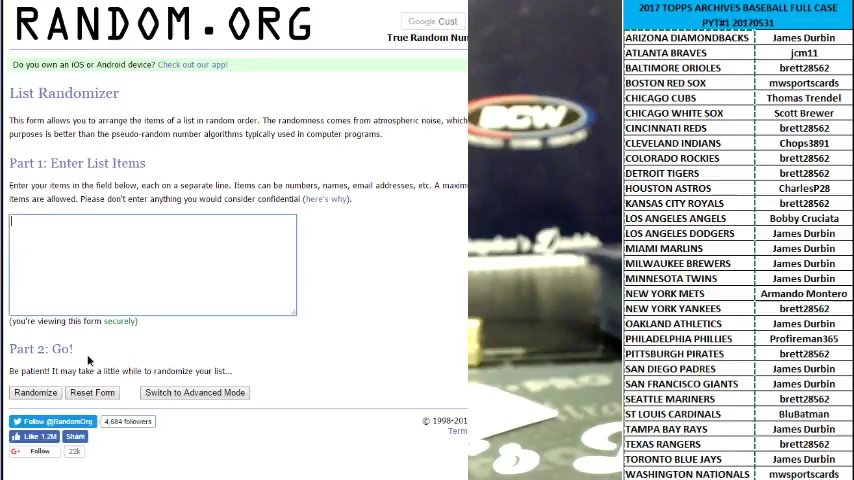 RANDOM.ORG
Google Cust
True Random Num
Do you own an iOS or Android device? Check out our app!
List Randomizer
This form allows you to arrange the items of a list in random order. The randomness comes from atmospheric noise, which
purposes is better than the pseudo-random number algorithms typically used in computer programs.
Part 1: Enter List Items
Enter your items in the field below, each on a separate line. Items can be numbers, names, email addresses, etc. A maximu
items are allowed. Please don't enter anything you would consider confidential (here's why).
(you're viewing this form securely)
Part 2: Go!
Be patient! It may take a little while to randomize your list...
Randomize Reset Form Switch to Advanced Mode
Follow @RandomOrg 4,684 followers
Like 1.2M Share
G+ Follow 22k
© 1998-201
Term
BCW
2017 TOPPS ARCHIVES BASEBALL FULL CASE
PYT#1 20170531
ARIZONA DIAMONDBACKS James Durbin
ATLANTA BRAVES jcm11
BALTIMORE ORIOLES brett28562
BOSTON RED SOX mwsportscards
CHICAGO CUBS Thomas Trendel
CHICAGO WHITE SOX Scott Brewer
CINCINNATI REDS brett28562
CLEVELAND INDIANS Chops3891
COLORADO ROCKIES brett28562
DETROIT TIGERS brett28562
HOUSTON ASTROS CharlesP28
KANSAS CITY ROYALS brett28562
LOS ANGELES ANGELS Bobby Cruciata
LOS ANGELES DODGERS James Durbin
MIAMI MARLINS James Durbin
MILWAUKEE BREWERS James Durbin
MINNESOTA TWINS James Durbin
NEW YORK METS Armando Montero
NEW YORK YANKEES brett28562
OAKLAND ATHLETICS James Durbin
PHILADELPHIA PHILLIES Profireman365
PITTSBURGH PIRATES brett28562
SAN DIEGO PADRES James Durbin
SAN FRANCISCO GIANTS James Durbin
SEATTLE MARINERS brett28562
ST LOUIS CARDINALS BluBatman
TAMPA BAY RAYS James Durbin
TEXAS RANGERS brett28562
TORONTO BLUE JAYS James Durbin
WASHINGTON NATIONALS mwsportscards